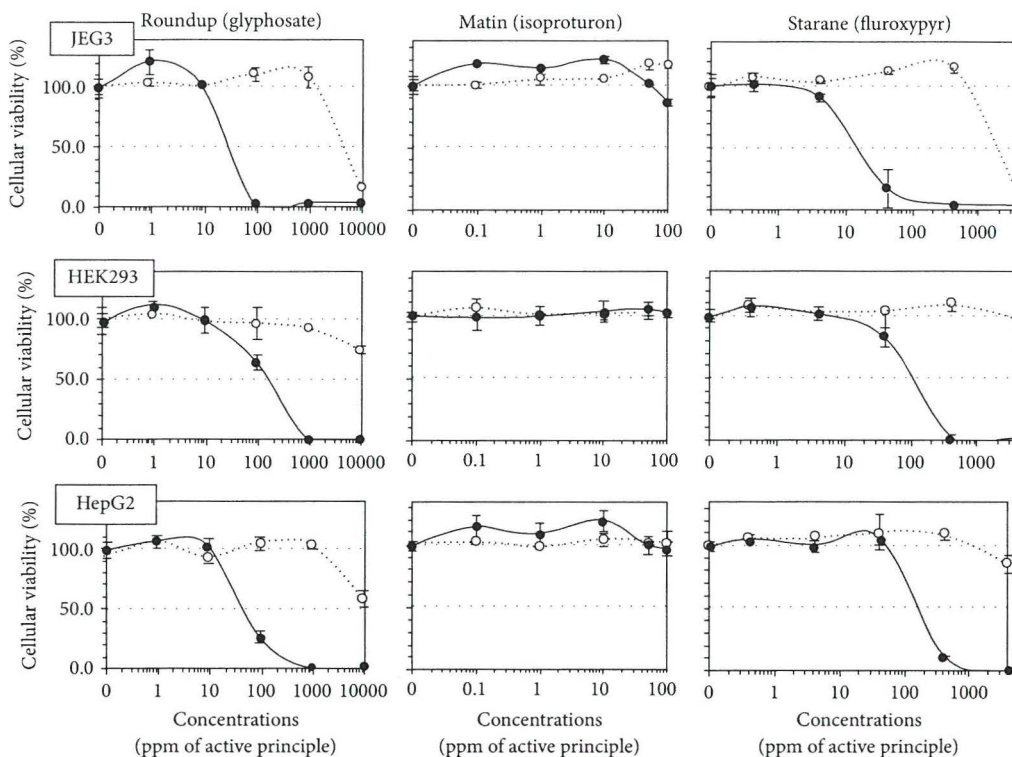 Roundup (glyphosate) Matin (isoproturon) Starane (fluroxypyr)
JEG3
Cellular viability (%)
100.0
50.0
0.0
0 1 10 100 1000 10000
0 0.1 1 10 100
0 1 10 100 1000
HEK293
Cellular viability (%)
100.0
50.0
0.0
0 1 10 100 1000 10000
0 0.1 1 10 100
0 1 10 100 1000
HepG2
Cellular viability (%)
100.0
50.0
0.0
0 1 10 100 1000 10000
0 0.1 1 10 100
0 1 10 100 1000
Concentrations Concentrations Concentrations
(ppm of active principle) (ppm of active principle) (ppm of active principle)